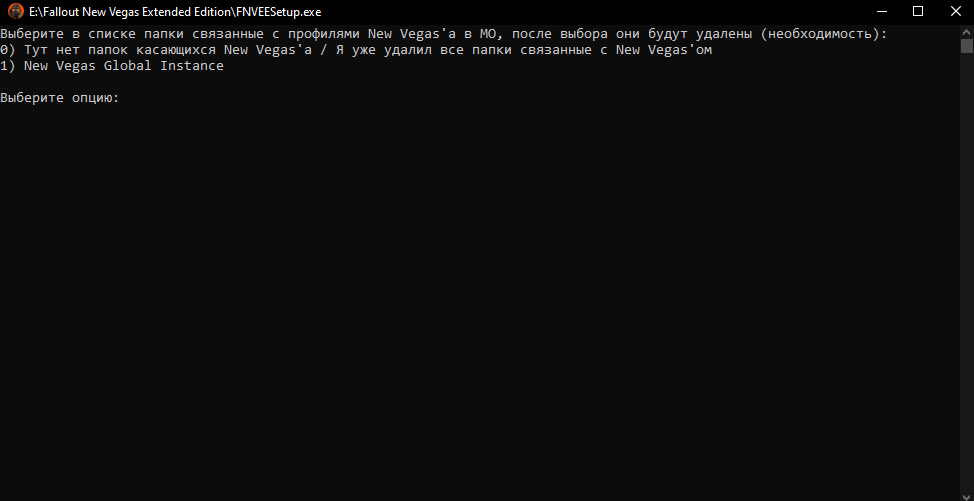 E:\Fallout New Vegas Extended Edition\FNVEESetup.exe
Выберите в списке папки связанные с профилями New Vegas'а в МО, после выбора они будут удалены (необходимость):
0) Тут нет папок касающихся New Vegas'а / Я уже удалил все папки связанные с New Vegas'ом
1) New Vegas Global Instance
Выберите опцию: